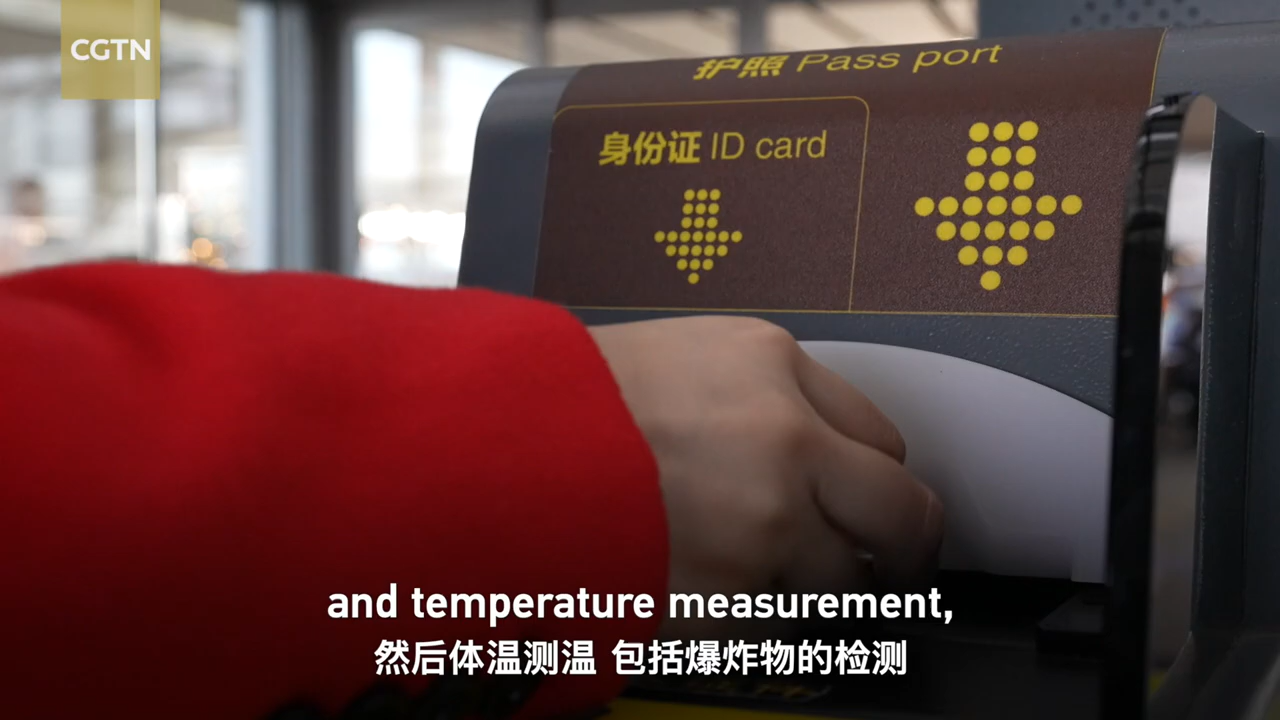 CGTN
护照 Pass port
身份证 ID card
and temperature measurement,
然后体温测温 包括爆炸物的检测